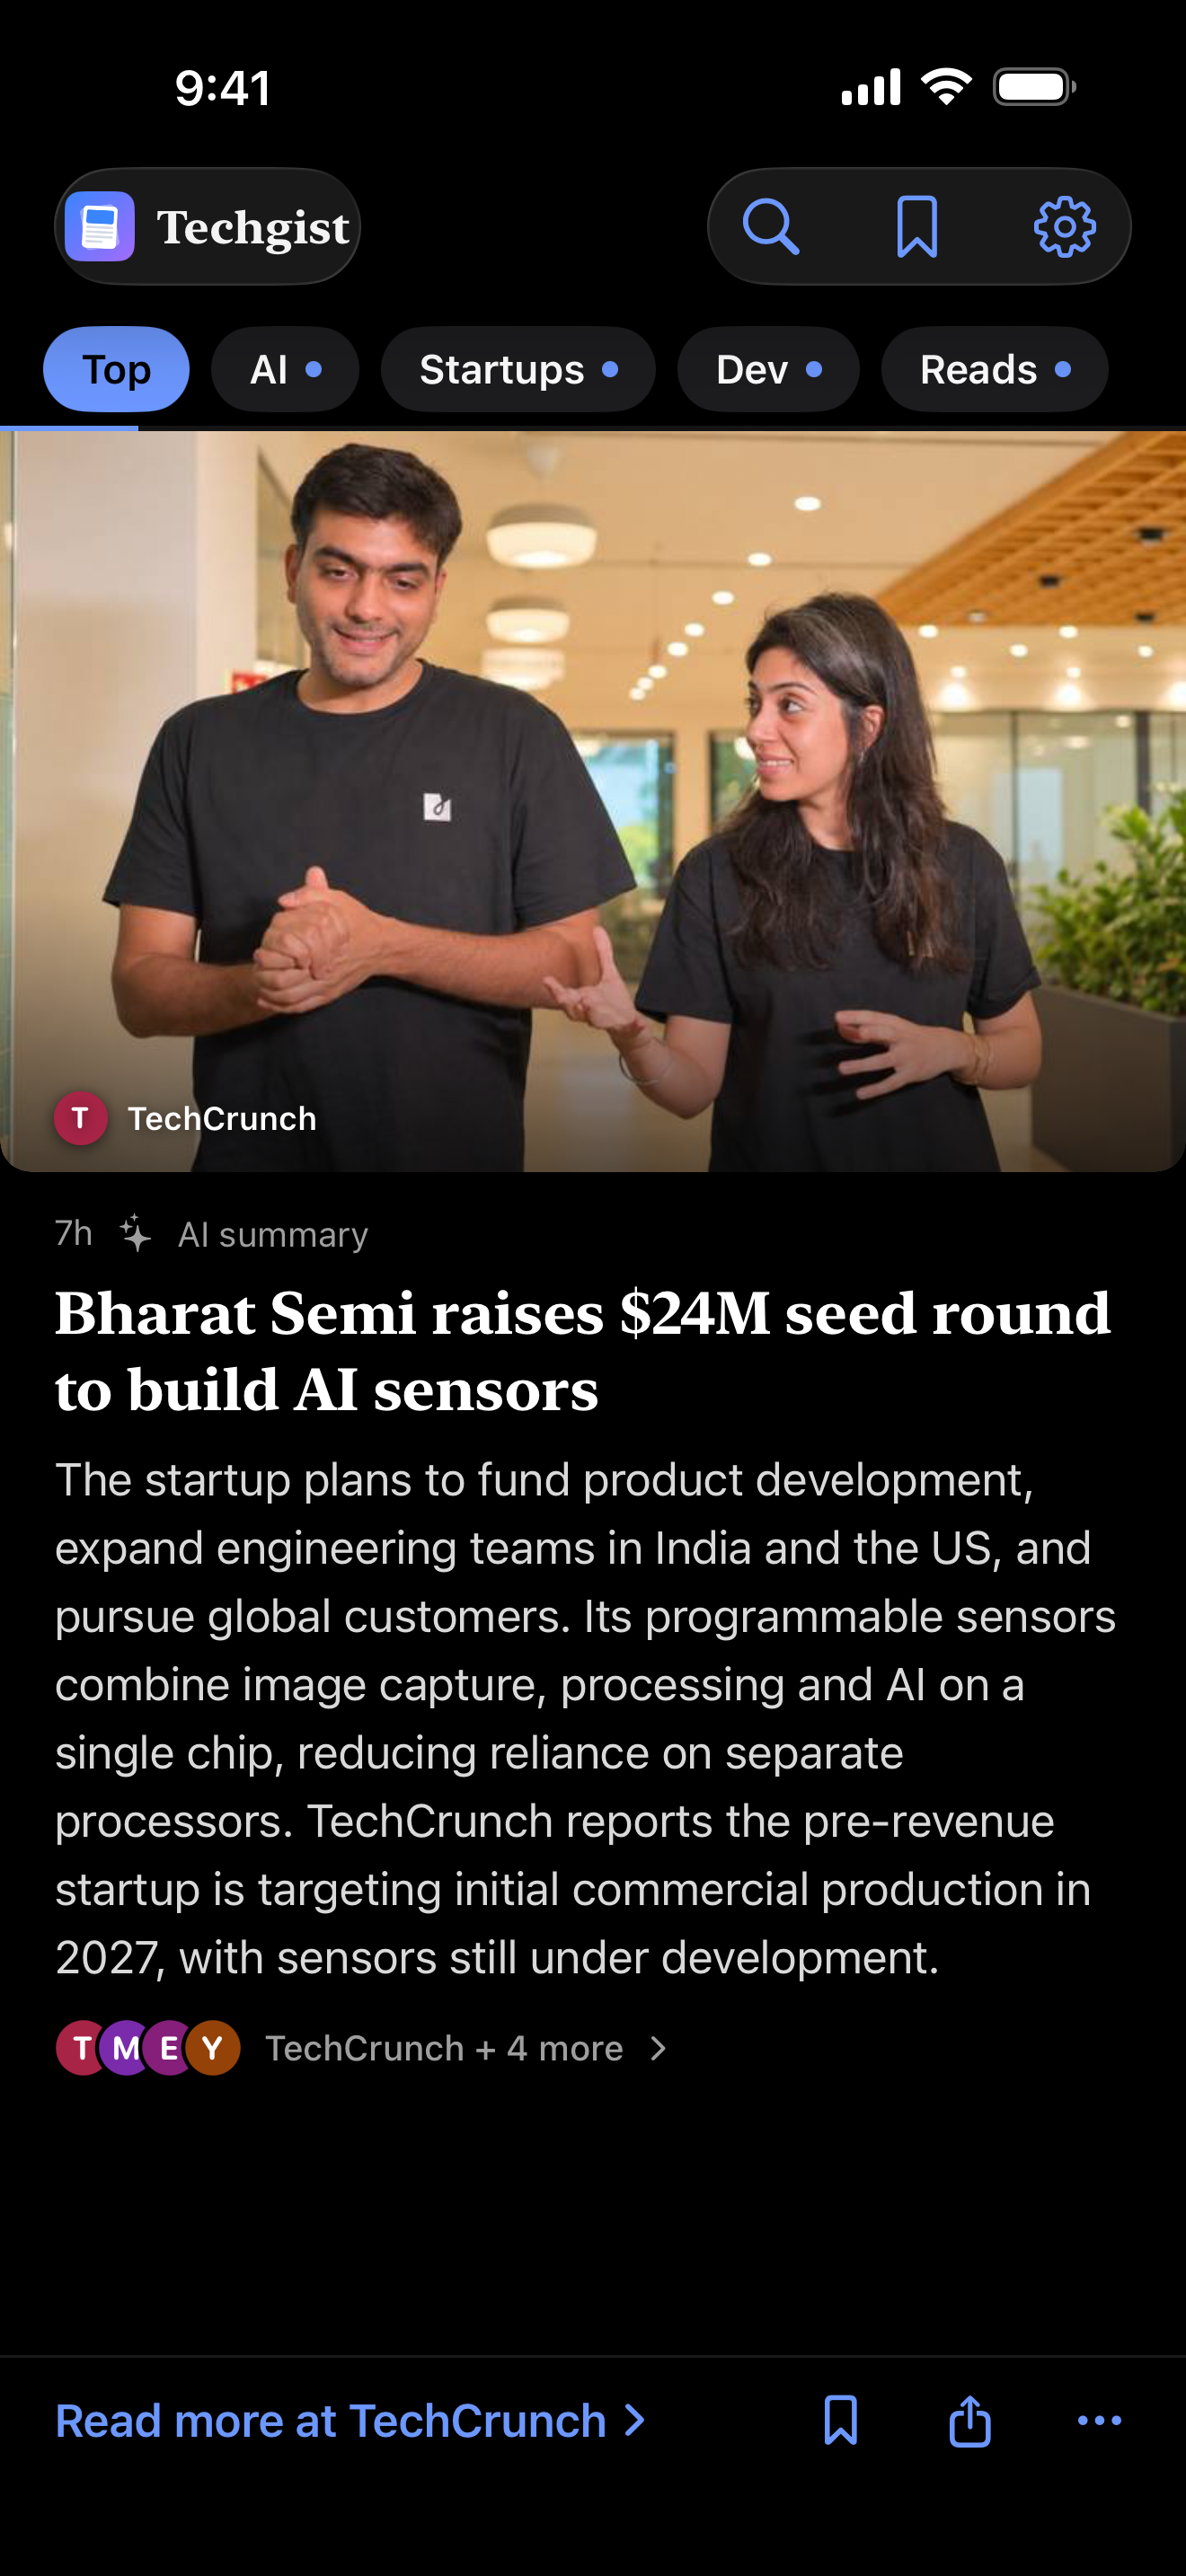 9:41
Techgist
Top
AI
Startups
Dev
Reads
T TechCrunch
7h AI summary
Bharat Semi raises $24M seed round
to build AI sensors
The startup plans to fund product development,
expand engineering teams in India and the US, and
pursue global customers. Its programmable sensors
combine image capture, processing and AI on a
single chip, reducing reliance on separate
processors. TechCrunch reports the pre-revenue
startup is targeting initial commercial production in
2027, with sensors still under development.
T M E Y TechCrunch + 4 more
Read more at TechCrunch